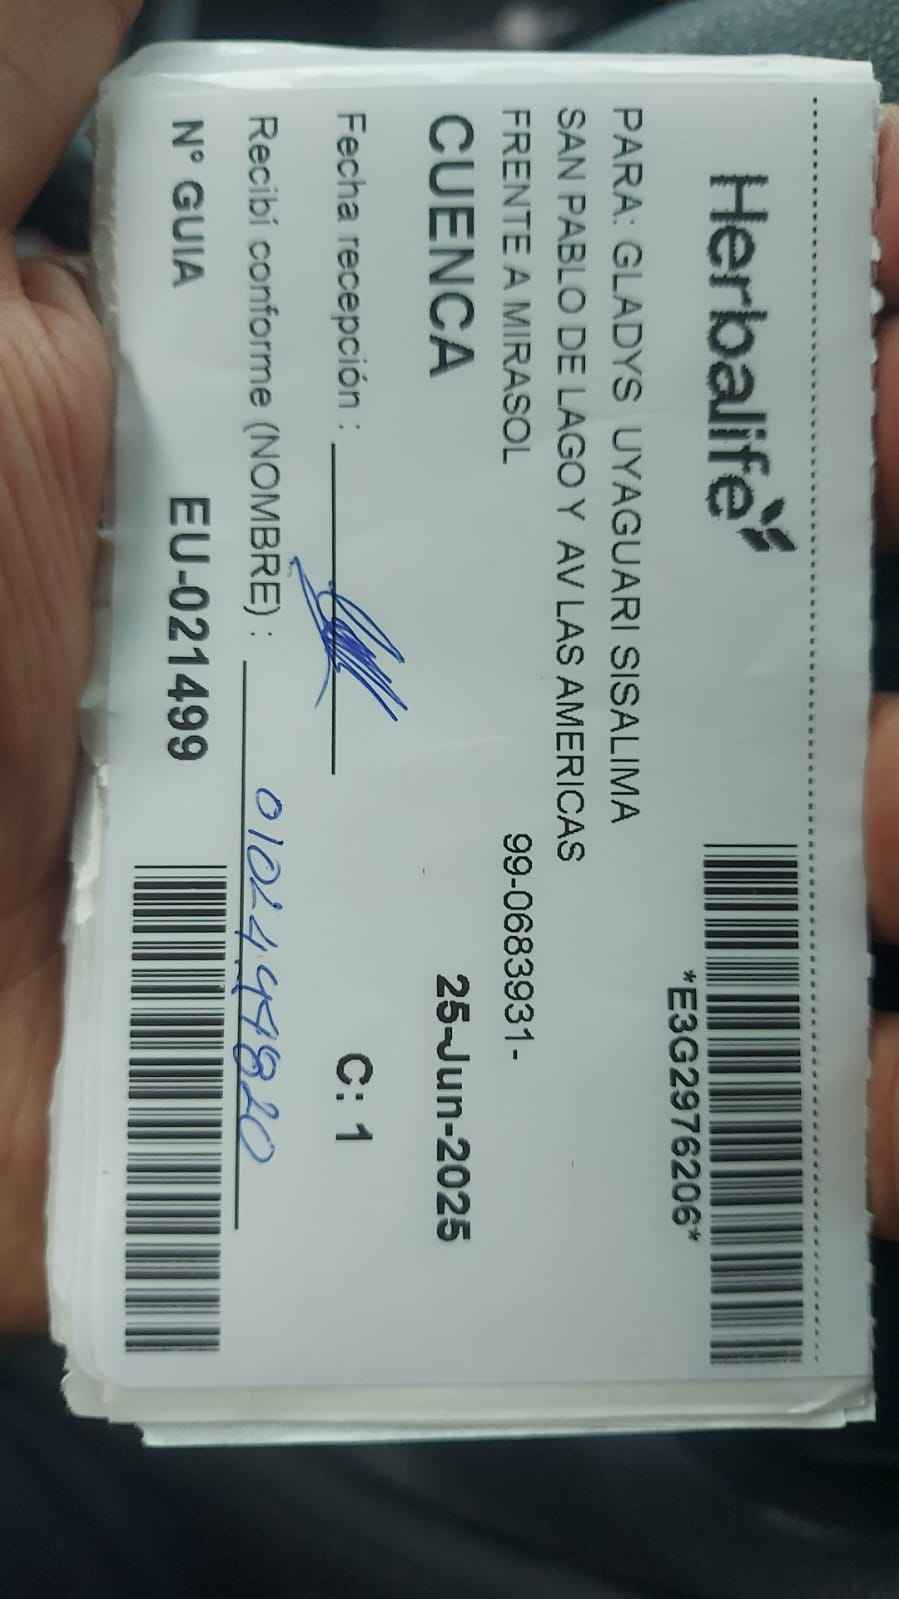 Herbalife
*E3G2976206*
PARA: GLADYS UYAGUARI SISALIMA
SAN PABLO DE LAGO Y AV LAS AMERICAS
FRENTE A MIRASOL
99-0683931-
CUENCA 25-Jun-2025
Fecha recepción : C: 1
Recibí conforme (NOMBRE) :
N° GUIA EU-021499